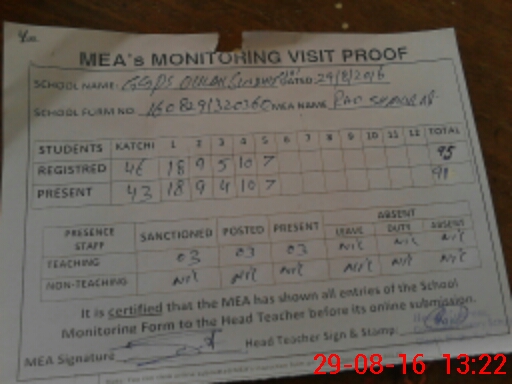 MEA's MONITORING VISIT PROOF
SCHOOL NAME: GGPS DATED: 29/8/2016
SCHOOL FORM NO. MEA NAME
STUDENTS KATCHI 1 2 3 4 5 6 7 8 9 10 11 12 TOTAL
REGISTRED 46 18 9 5 10 7 95
PRESENT 43 18 9 4 10 7 91
ABSENT
PRESENCE STAFF SANCTIONED POSTED PRESENT LEAVE DUTY ABSENT
TEACHING 03 03 03 NIL NIL NIL
NON-TEACHING NIL NIL NIL NIL NIL NIL
It is certified that the MEA has shown all entries of the School
Monitoring Form to the Head Teacher before its online submission.
MEA Signature Head Teacher Sign & Stamp
29-08-16 13:22